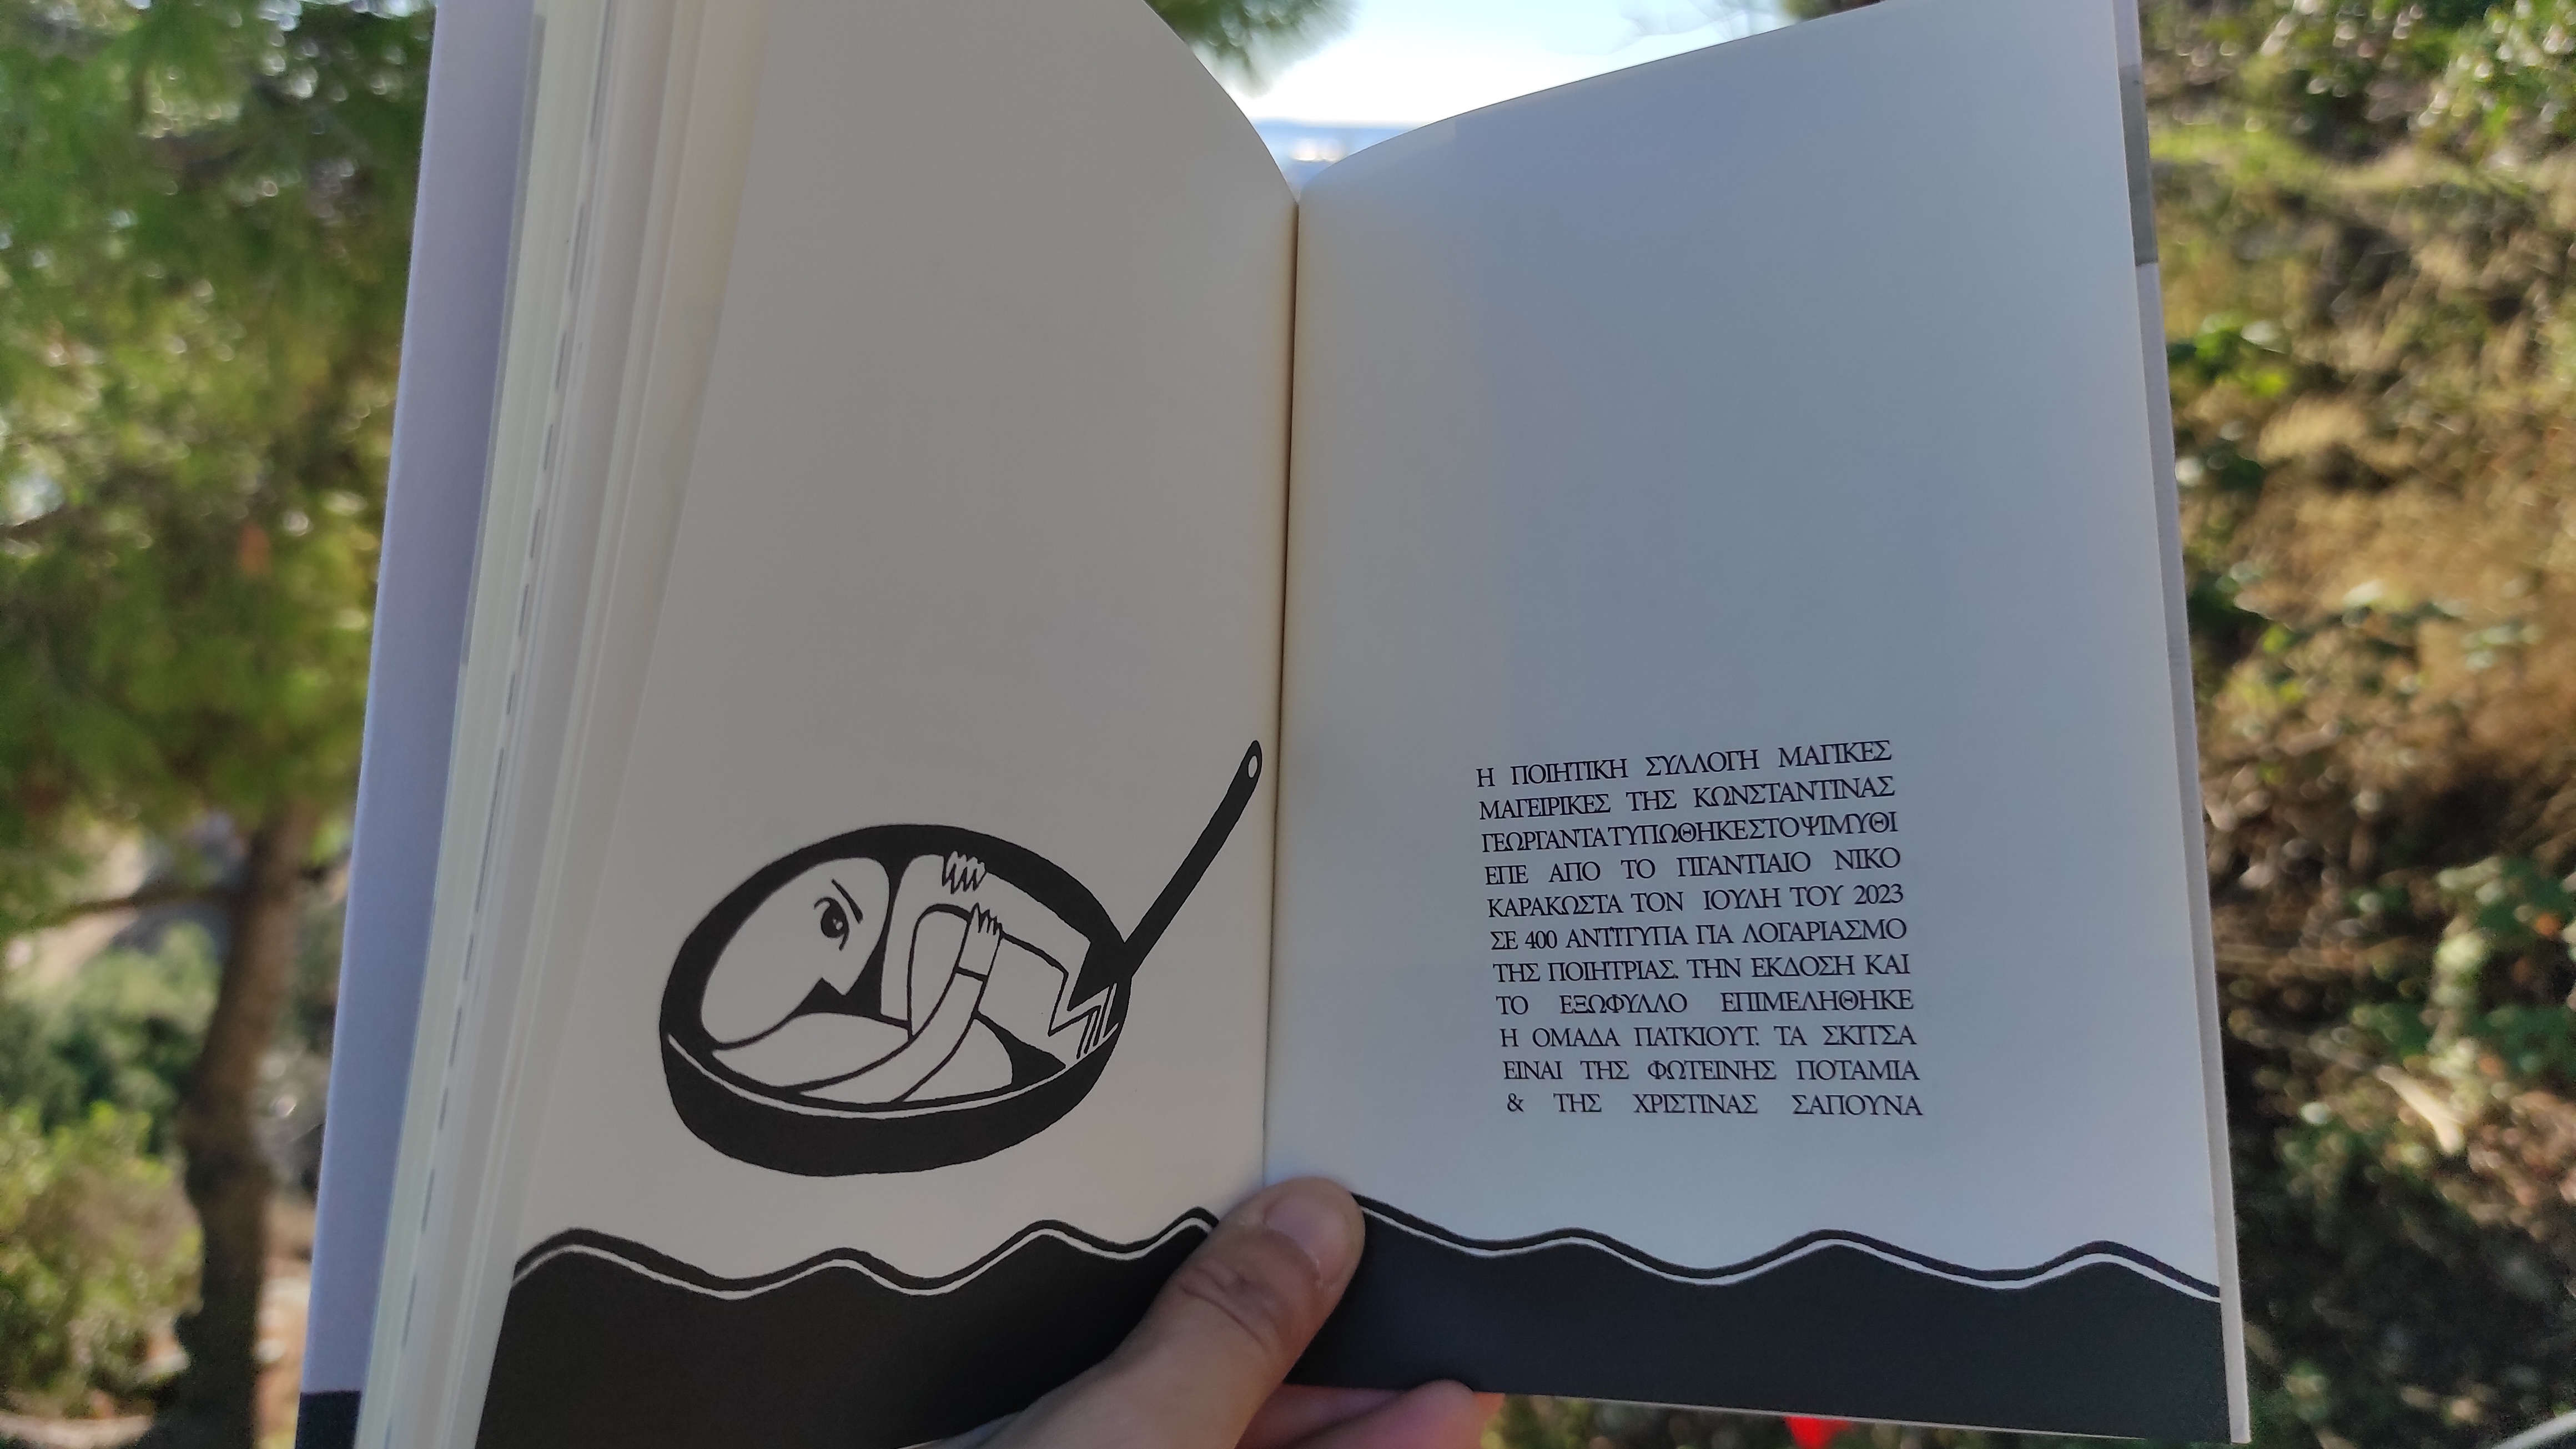 Η ΠΟΙΗΤΙΚΗ ΣΥΛΛΟΓΗ ΜΑΓΙΚΕΣ
ΜΑΓΕΙΡΙΚΕΣ ΤΗΣ ΚΩΝΣΤΑΝΤΙΝΑΣ
ΓΕΩΡΓΑΝΤΑ ΤΥΠΩΘΗΚΕ ΣΤΟ ΨΙΜΥΘΙ
ΕΠΕ ΑΠΟ ΤΟ ΓΙΓΑΝΤΙΑΙΟ ΝΙΚΟ
ΚΑΡΑΚΩΣΤΑ ΤΟΝ ΙΟΥΛΗ ΤΟΥ 2023
ΣΕ 400 ΑΝΤΙΤΥΠΑ ΓΙΑ ΛΟΓΑΡΙΑΣΜΟ
ΤΗΣ ΠΟΙΗΤΡΙΑΣ. ΤΗΝ ΕΚΔΟΣΗ ΚΑΙ
ΤΟ ΕΞΩΦΥΛΛΟ ΕΠΙΜΕΛΗΘΗΚΕ
Η ΟΜΑΔΑ ΠΑΤΚΙΟΥΤ. ΤΑ ΣΚΙΤΣΑ
ΕΙΝΑΙ ΤΗΣ ΦΩΤΕΙΝΗΣ ΠΟΤΑΜΙΑ
& ΤΗΣ ΧΡΙΣΤΙΝΑΣ ΣΑΠΟΥΝΑ